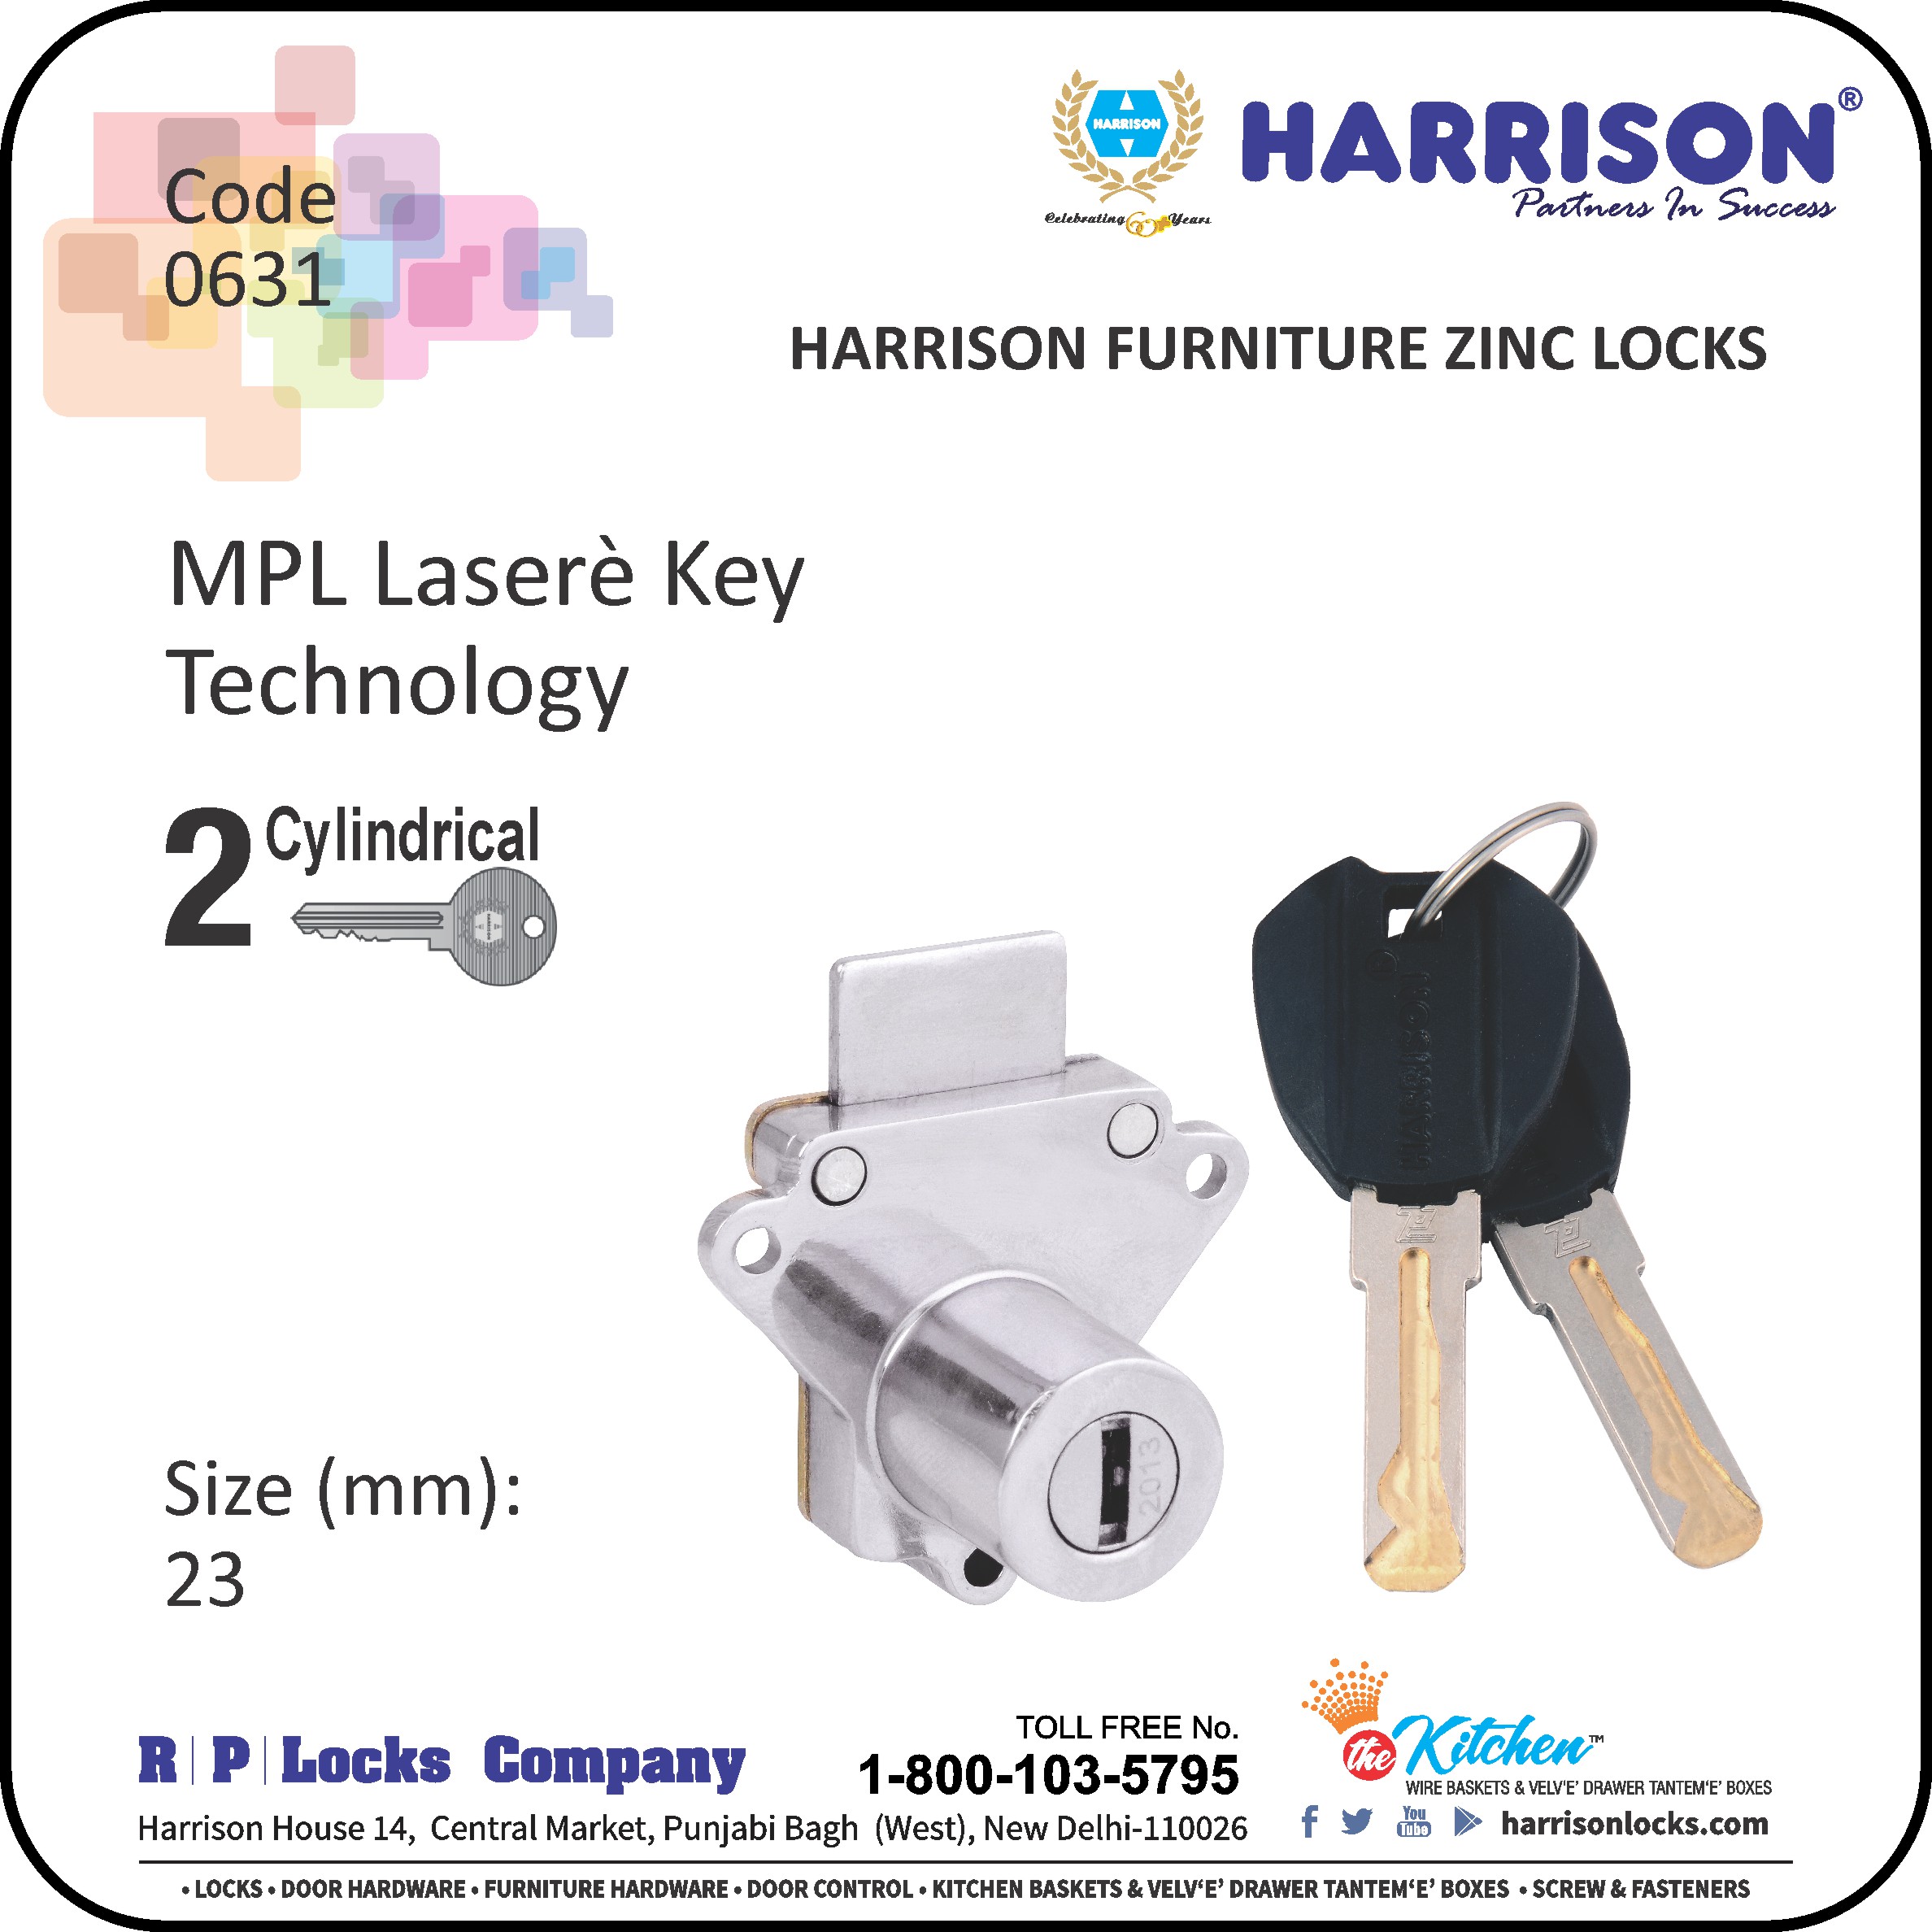 Code
0631
HARRISON
Celebrating 60+ Years
HARRISON®
Partners In Success
HARRISON FURNITURE ZINC LOCKS
MPL Laserè Key
Technology
2 Cylindrical
HARRISON
2013
Size (mm):
23
R|P|Locks Company
TOLL FREE No.
1-800-103-5795
Harrison House 14, Central Market, Punjabi Bagh (West), New Delhi-110026
the Kitchen™
WIRE BASKETS & VELV'E' DRAWER TANTEM'E' BOXES
You Tube
harrisonlocks.com
• LOCKS • DOOR HARDWARE • FURNITURE HARDWARE • DOOR CONTROL • KITCHEN BASKETS & VELV‘E’ DRAWER TANTEM‘E’ BOXES • SCREW & FASTENERS